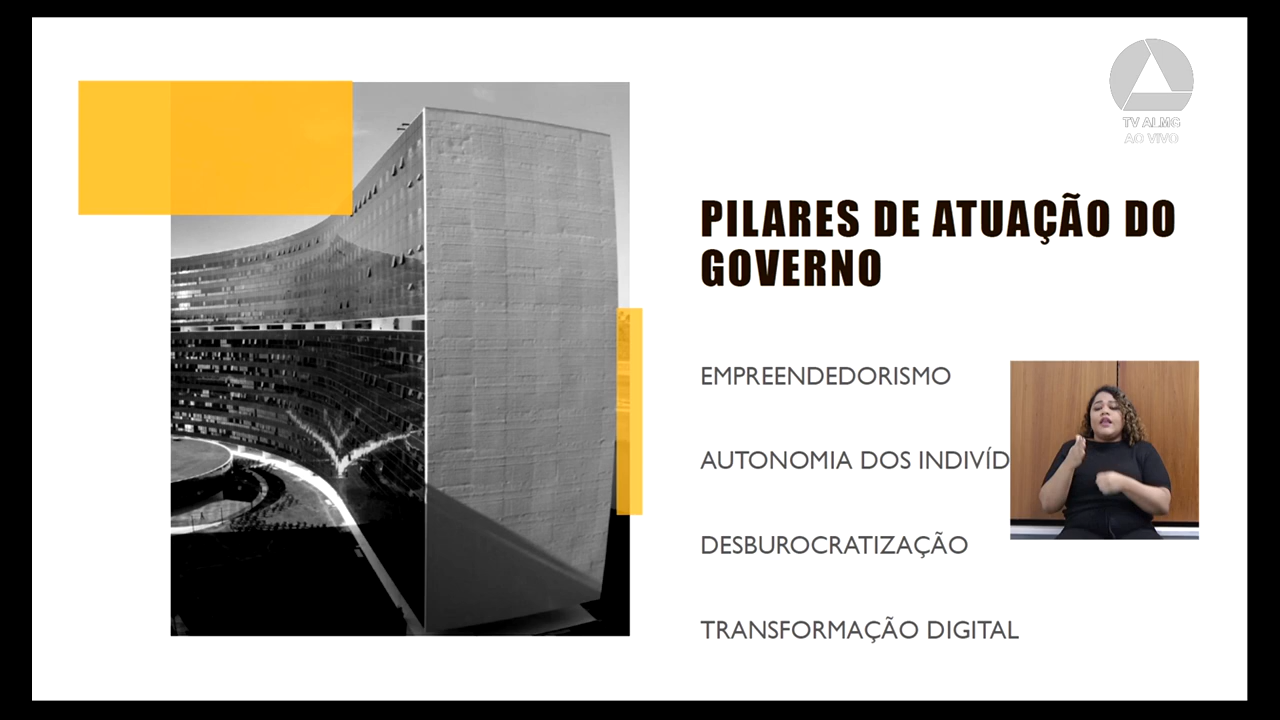 TV ALMG
AO VIVO
PILARES DE ATUAÇÃO DO
GOVERNO
EMPREENDEDORISMO
AUTONOMIA DOS INDIVÍD
DESBUROCRATIZAÇÃO
TRANSFORMAÇÃO DIGITAL